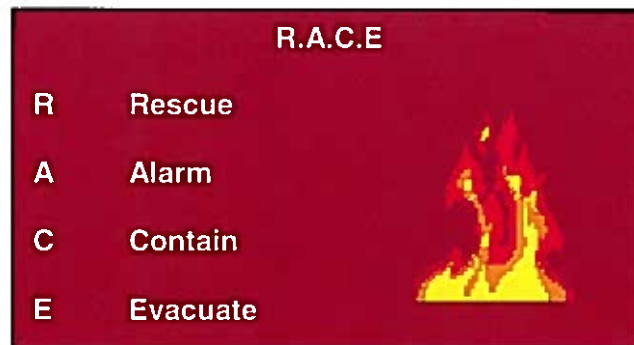 R.A.C.E
R Rescue
A Alarm
C Contain
E Evacuate